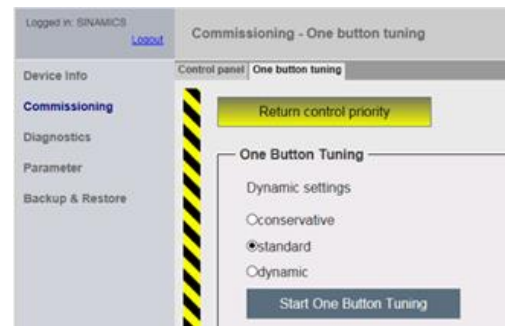 Logged in: SINAMICS
Logout
Commissioning - One button tuning
Device Info
Commissioning
Diagnostics
Parameter
Backup & Restore
Control panel
One button tuning
Return control priority
One Button Tuning
Dynamic settings
conservative
standard
dynamic
Start One Button Tuning